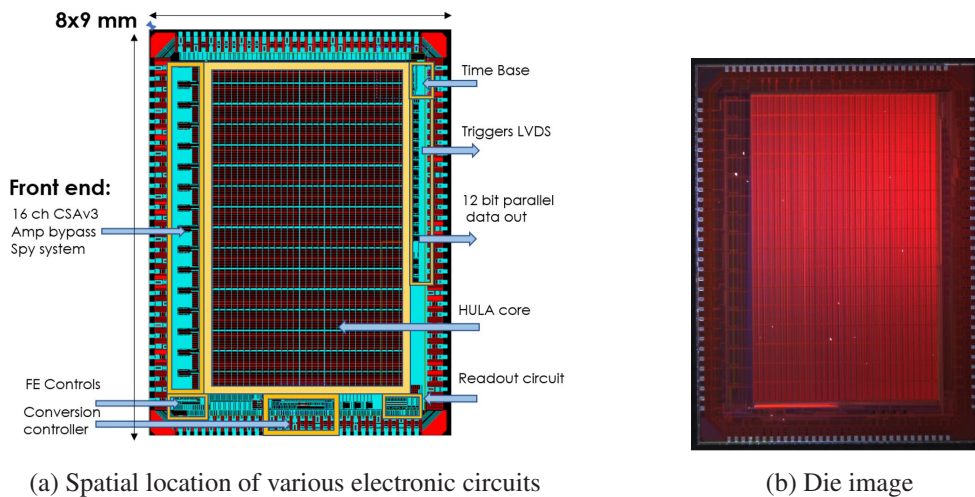 8x9 mm
Time Base
Triggers LVDS
12 bit parallel
data out
Front end:
16 ch CSAv3
Amp bypass
Spy system
HULA core
Readout circuit
FE Controls
Conversion
controller
(a) Spatial location of various electronic circuits
(b) Die image